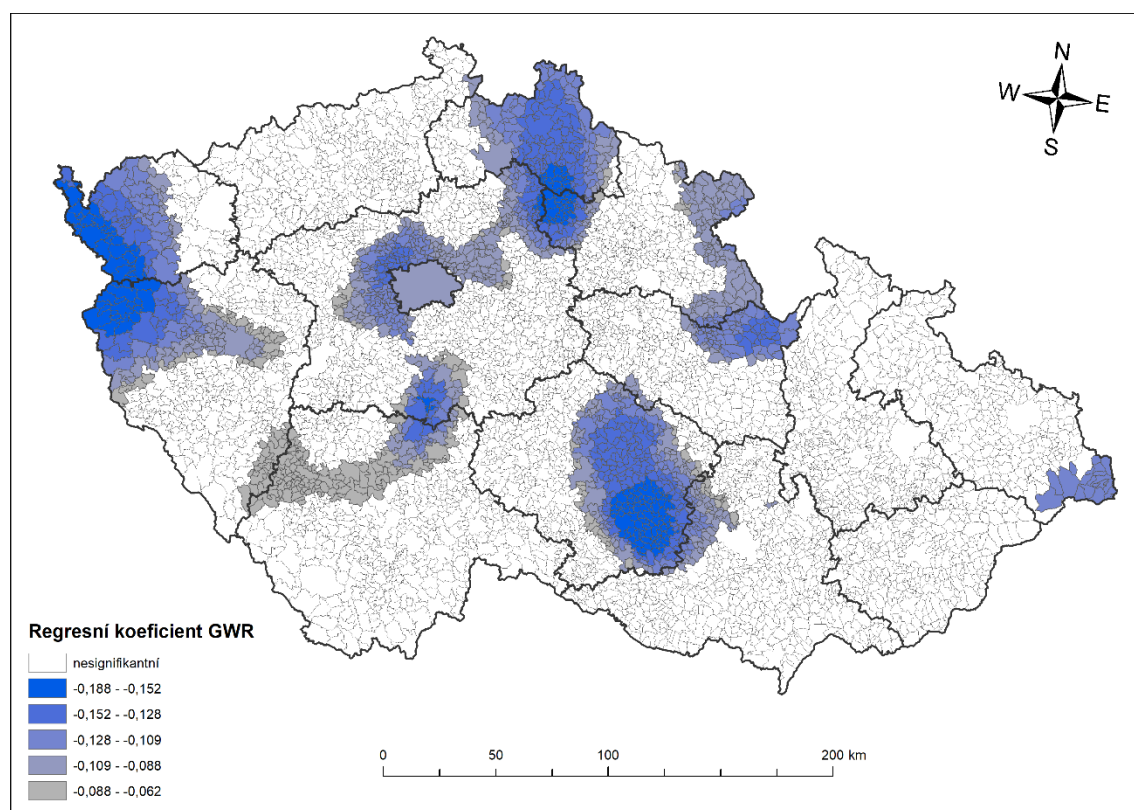 N
W E
S
Regresní koeficient GWR
nesignifikantní
-0,188 - -0,152
-0,152 - -0,128
-0,128 - -0,109
-0,109 - -0,088
-0,088 - -0,062
0 50 100 200 km